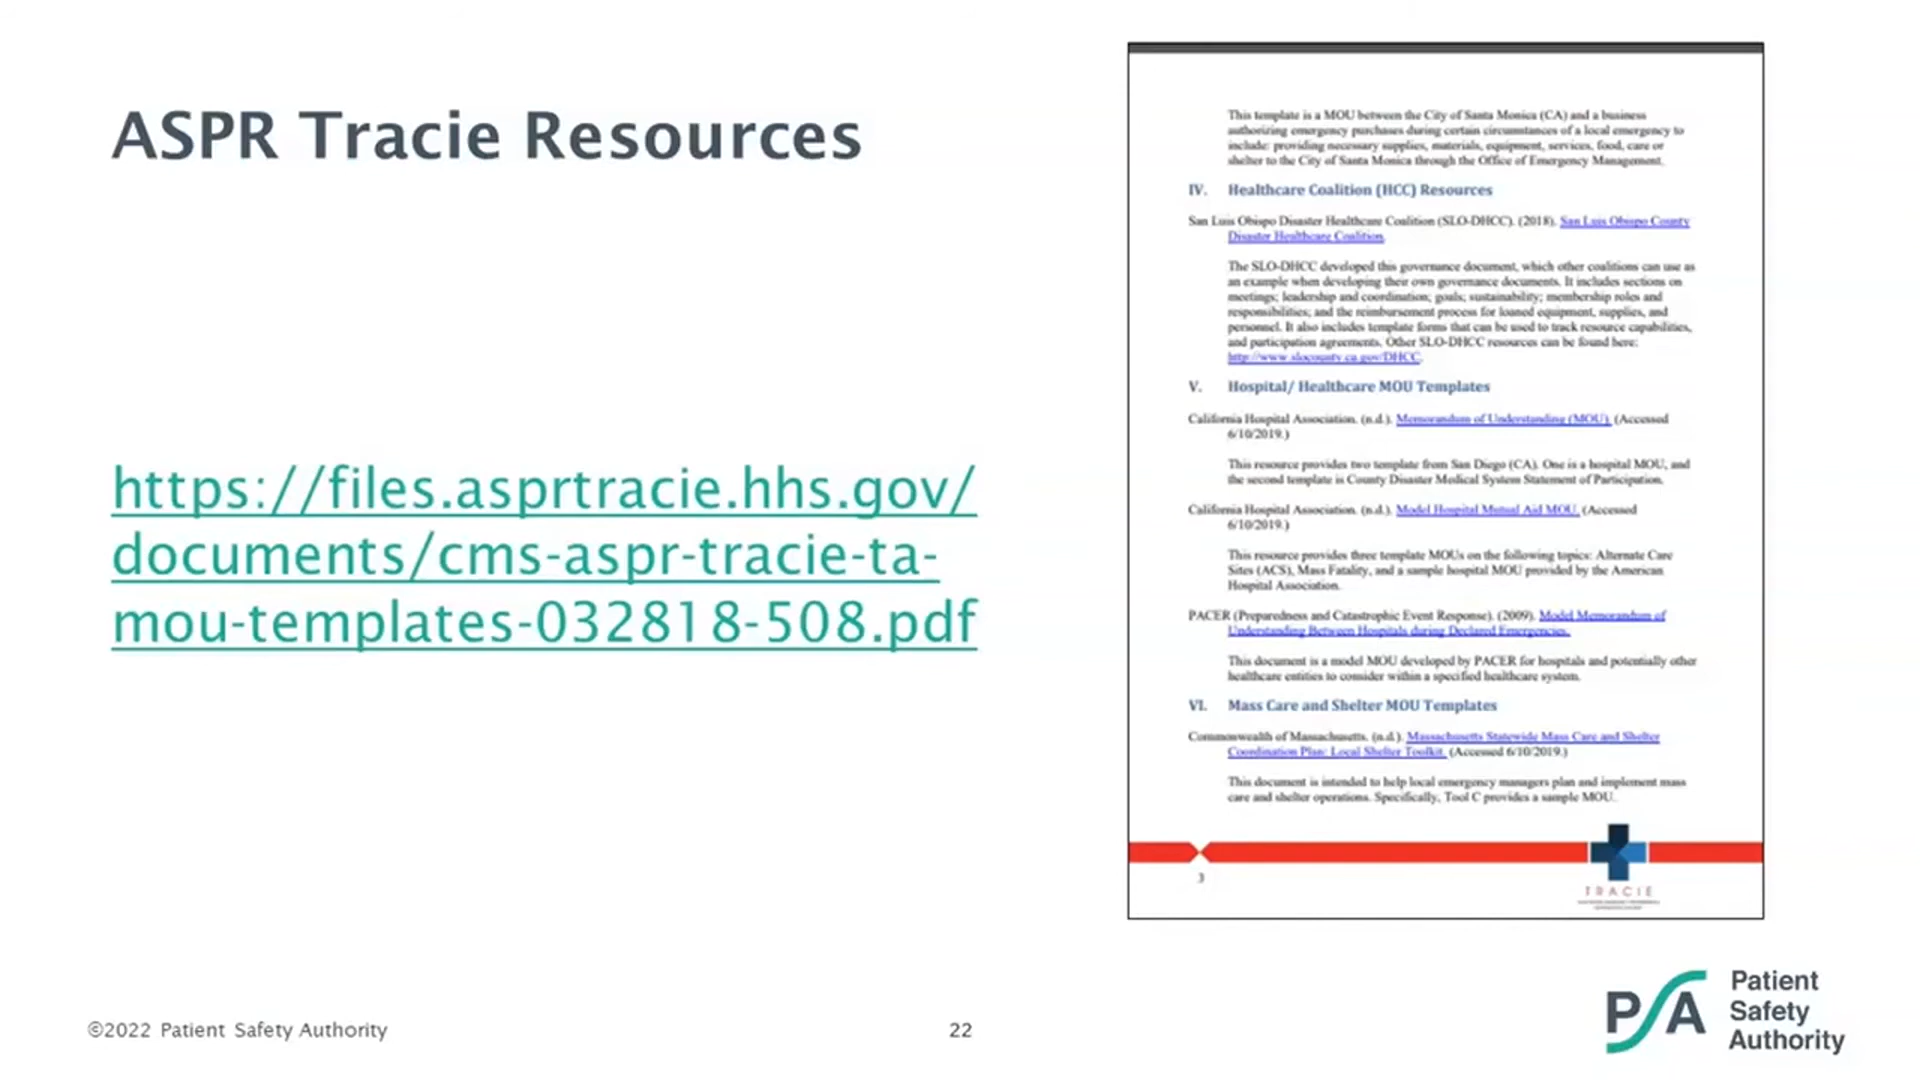 ASPR Tracie Resources
https://files.asprtracie.hhs.gov/
documents/cms-aspr-tracie-ta-
mou-templates-032818-508.pdf
This template is a MOU between the City of Santa Monica (CA) and a business
authorizing emergency purchases during certain circumstances of a local emergency to
include: providing necessary supplies, materials, equipment, services, food, care or
shelter to the City of Santa Monica through the Office of Emergency Management.
IV. Healthcare Coalition (HCC) Resources
San Luis Obispo Disaster Healthcare Coalition (SLO-DHCC). (2018). San Luis Obispo County
Disaster Healthcare Coalition.
The SLO-DHCC developed this governance document, which other coalitions can use as
an example when developing their own governance documents. It includes sections on
meetings; leadership and coordination; goals; sustainability; membership roles and
responsibilities; and the reimbursement process for loaned equipment, supplies, and
personnel. It also includes template forms that can be used to track resource capabilities,
and participation agreements. Other SLO-DHCC resources can be found here:
http://www.slocounty.ca.gov/DHCC.
V. Hospital/ Healthcare MOU Templates
California Hospital Association. (n.d.). Memorandum of Understanding (MOU). (Accessed
6/10/2019.)
This resource provides two template from San Diego (CA). One is a hospital MOU, and
the second template is County Disaster Medical System Statement of Participation.
California Hospital Association. (n.d.). Model Hospital Mutual Aid MOU. (Accessed
6/10/2019.)
This resource provides three template MOUs on the following topics: Alternate Care
Sites (ACS), Mass Fatality, and a sample hospital MOU provided by the American
Hospital Association.
PACER (Preparedness and Catastrophic Event Response). (2009). Model Memorandum of
Understanding Between Hospitals during Declared Emergencies.
This document is a model MOU developed by PACER for hospitals and potentially other
healthcare entities to consider within a specified healthcare system.
VI. Mass Care and Shelter MOU Templates
Commonwealth of Massachusetts. (n.d.). Massachusetts Statewide Mass Care and Shelter
Coordination Plan: Local Shelter Toolkit. (Accessed 6/10/2019.)
This document is intended to help local emergency managers plan and implement mass
care and shelter operations. Specifically, Tool C provides a sample MOU.
3
TRACIE
©2022 Patient Safety Authority
22
PSA
Patient
Safety
Authority